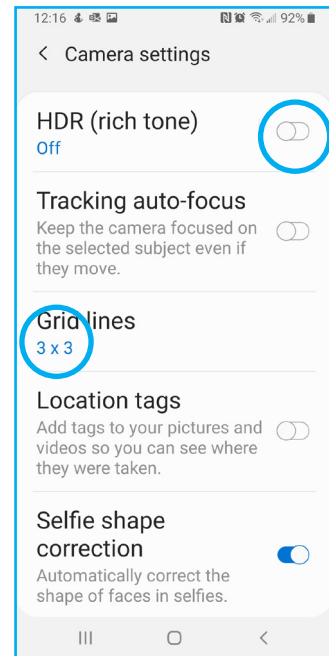 12:16 92%
Camera settings
HDR (rich tone)
Off
Tracking auto-focus
Keep the camera focused on
the selected subject even if
they move.
Grid lines
3 x 3
Location tags
Add tags to your pictures and
videos so you can see where
they were taken.
Selfie shape
correction
Automatically correct the
shape of faces in selfies.